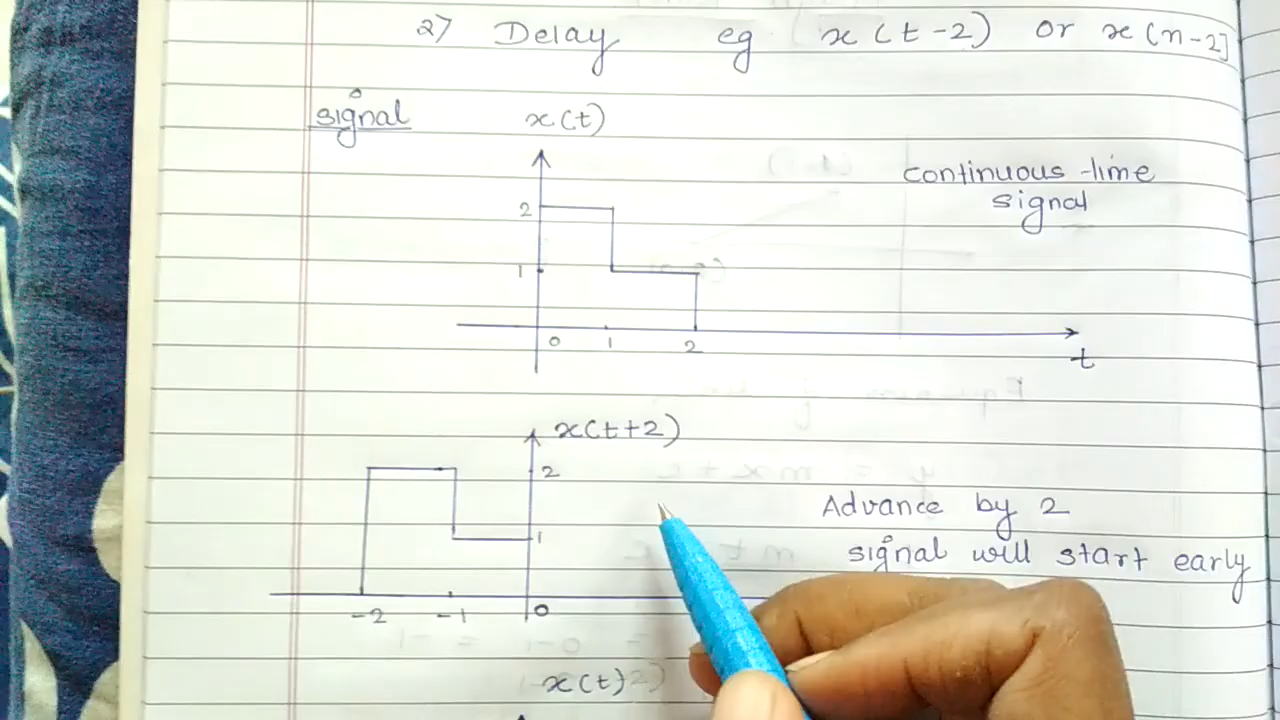 2) Delay eg x(t-2) or x[n-2]
signal
x(t)
continuous-time
signal
2
1
0 1 2
t
x(t+2)
2
Advance by 2
1
signal will start early
-2 -1 0
x(t)